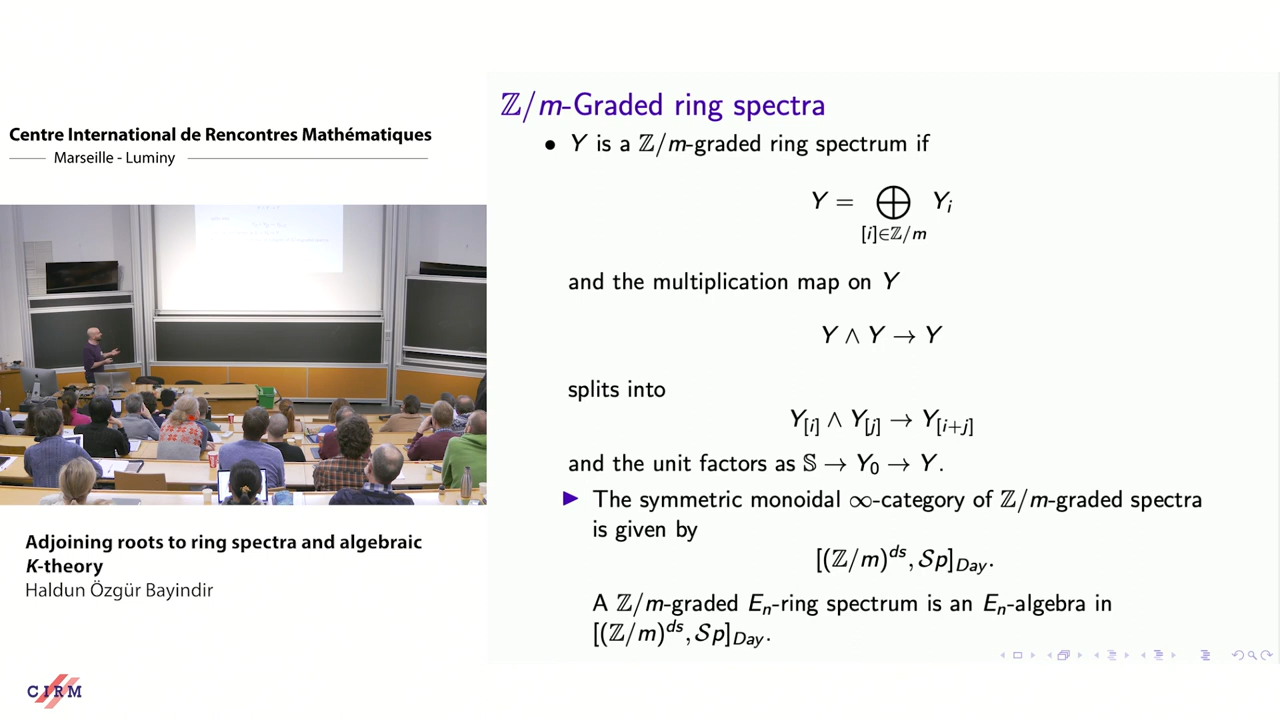 Centre International de Rencontres Mathématiques
Marseille - Luminy
Adjoining roots to ring spectra and algebraic
K-theory
Haldun Özgür Bayindir
CIRM
ℤ/m-Graded ring spectra
• Y is a ℤ/m-graded ring spectrum if
Y = ⊕ Y_i
[i]∈ℤ/m
and the multiplication map on Y
Y ∧ Y → Y
splits into
Y_[i] ∧ Y_[j] → Y_[i+j]
and the unit factors as 𝕊 → Y_0 → Y.
▶ The symmetric monoidal ∞-category of ℤ/m-graded spectra
is given by
[(ℤ/m)^ds, 𝒮p]_Day.
A ℤ/m-graded E_n-ring spectrum is an E_n-algebra in
[(ℤ/m)^ds, 𝒮p]_Day.